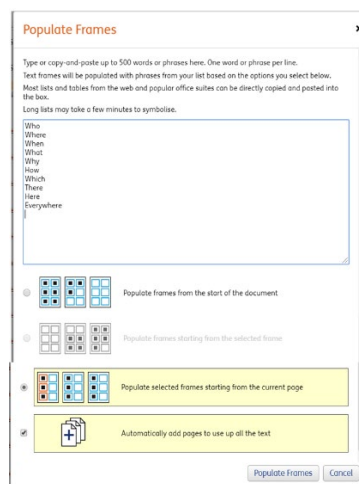 Populate Frames
Type or copy-and-paste up to 500 words or phrases here. One word or phrase per line.
Text frames will be populated with phrases from your list based on the options you select below.
Most lists and tables from the web and popular office suites can be directly copied and pasted into
the box.
Long lists may take a few minutes to symbolise.
Who
Where
When
What
Why
How
Which
There
Here
Everywhere
Populate frames from the start of the document
Populate frames starting from the selected frame
Populate selected frames starting from the current page
Automatically add pages to use up all the text
Populate Frames
Cancel